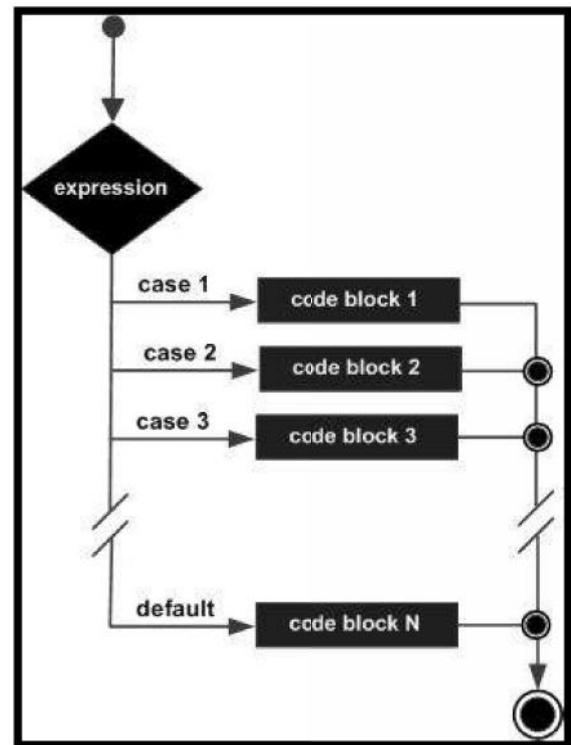 expression
case 1
code block 1
case 2
code block 2
case 3
code block 3
default
code block N